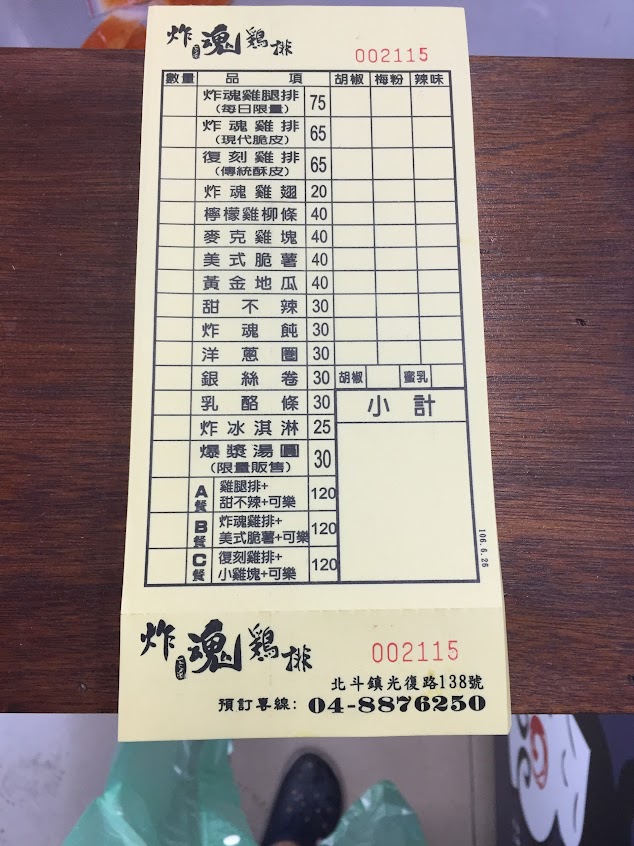 炸魂鷄排
002115
數量 品項 胡椒 梅粉 辣味
炸魂雞腿排 75
(每日限量)
炸魂雞排 65
(現代脆皮)
復刻雞排 65
(傳統酥皮)
炸魂雞翅 20
檸檬雞柳條 40
麥克雞塊 40
美式脆薯 40
黃金地瓜 40
甜不辣 30
炸魂飩 30
洋蔥圈 30
銀絲卷 30 胡椒 蜜乳
乳酪條 30 小計
炸冰淇淋 25
爆漿湯圓 30
(限量販售)
A餐 雞腿排+ 120
甜不辣+可樂
B餐 炸魂雞排+ 120
美式脆薯+可樂
C餐 復刻雞排+ 120
小雞塊+可樂
106.6.26
炸魂鷄排
002115
北斗鎮光復路138號
預訂專線:04-8876250